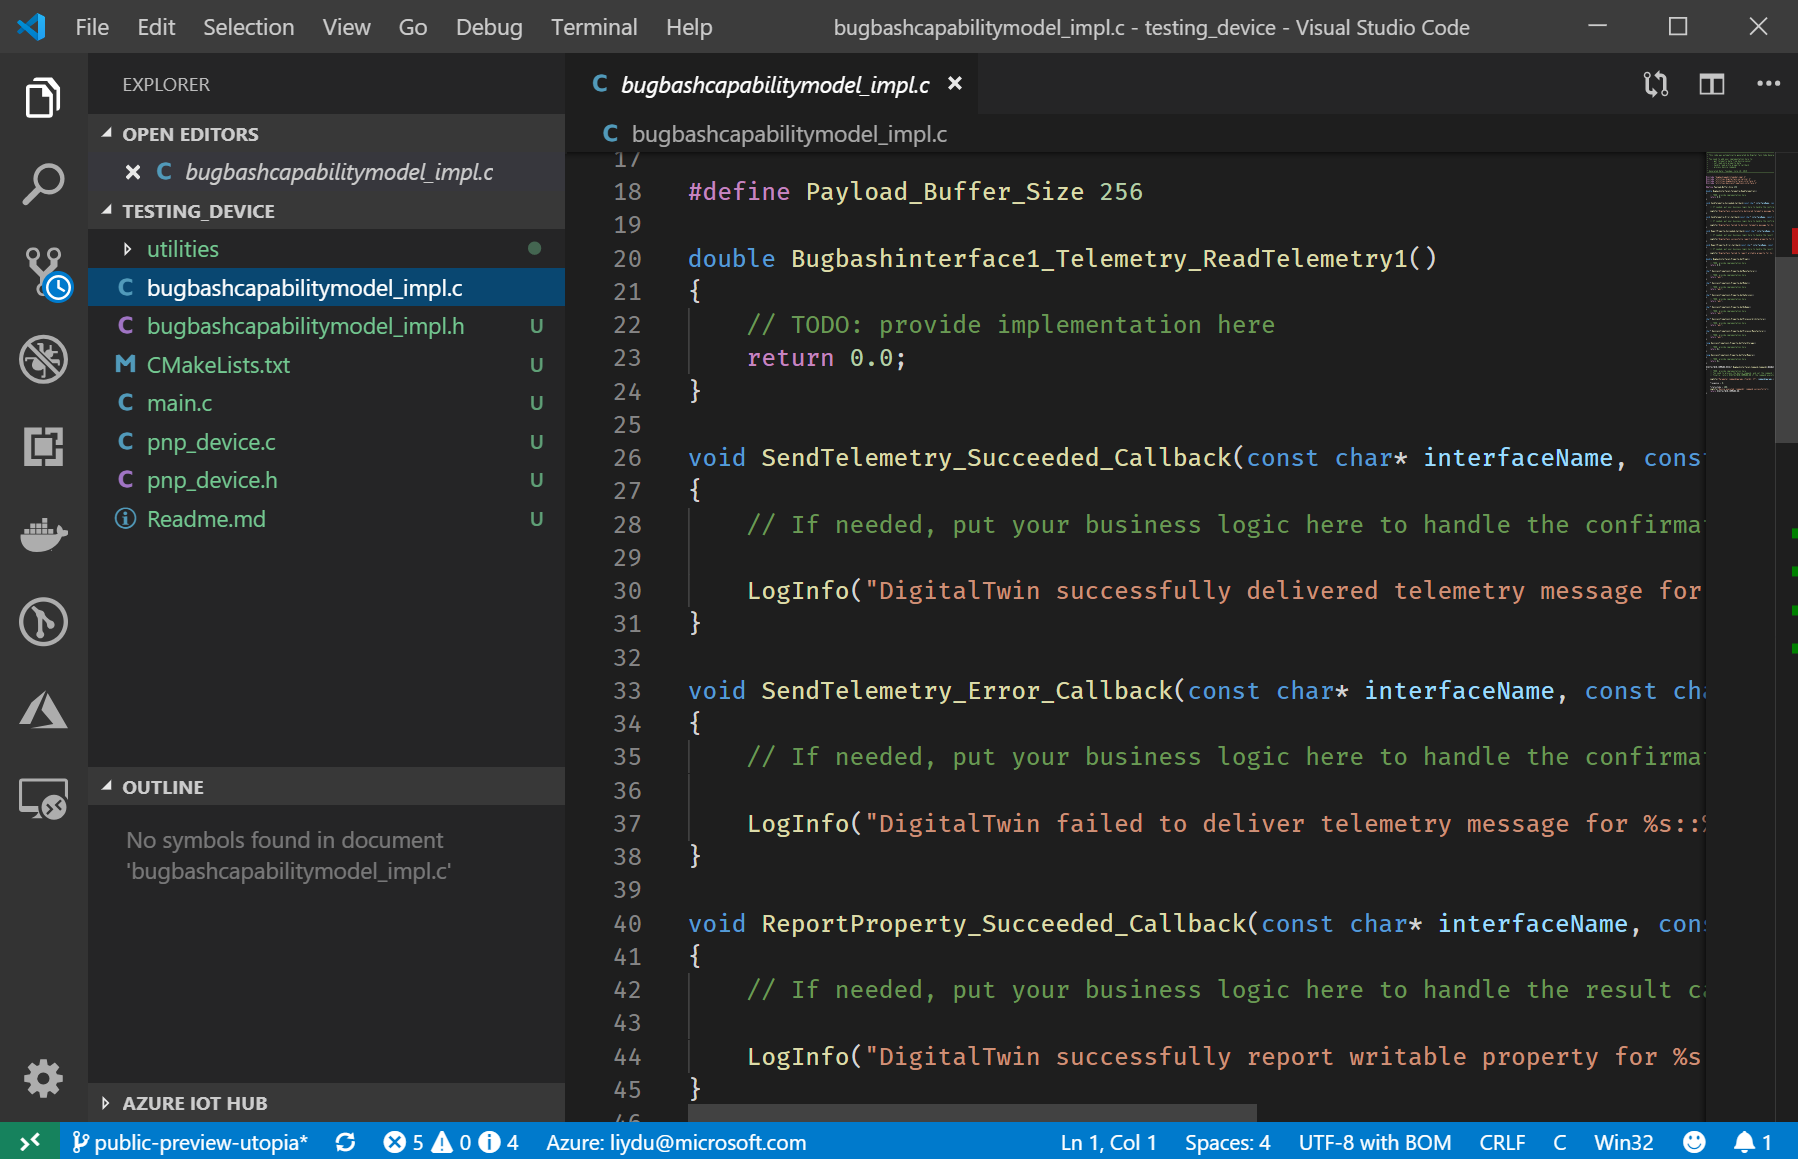 File Edit Selection View Go Debug Terminal Help
bugbashcapabilitymodel_impl.c - testing_device - Visual Studio Code
EXPLORER
OPEN EDITORS
C bugbashcapabilitymodel_impl.c
TESTING_DEVICE
utilities
C bugbashcapabilitymodel_impl.c
C bugbashcapabilitymodel_impl.h U
M CMakeLists.txt U
C main.c U
C pnp_device.c U
C pnp_device.h U
Readme.md U
OUTLINE
No symbols found in document
'bugbashcapabilitymodel_impl.c'
AZURE IOT HUB
C bugbashcapabilitymodel_impl.c
C bugbashcapabilitymodel_impl.c
17
18 #define Payload_Buffer_Size 256
19
20 double Bugbashinterface1_Telemetry_ReadTelemetry1()
21 {
22 // TODO: provide implementation here
23 return 0.0;
24 }
25
26 void SendTelemetry_Succeeded_Callback(const char* interfaceName, cons
27 {
28 // If needed, put your business logic here to handle the confirma
29
30 LogInfo("DigitalTwin successfully delivered telemetry message for
31 }
32
33 void SendTelemetry_Error_Callback(const char* interfaceName, const cha
34 {
35 // If needed, put your business logic here to handle the confirma
36
37 LogInfo("DigitalTwin failed to deliver telemetry message for %s::%
38 }
39
40 void ReportProperty_Succeeded_Callback(const char* interfaceName, con
41 {
42 // If needed, put your business logic here to handle the result ca
43
44 LogInfo("DigitalTwin successfully report writable property for %s
45 }
46
public-preview-utopia* 5 0 4 Azure: liydu@microsoft.com Ln 1, Col 1 Spaces: 4 UTF-8 with BOM CRLF C Win32 1